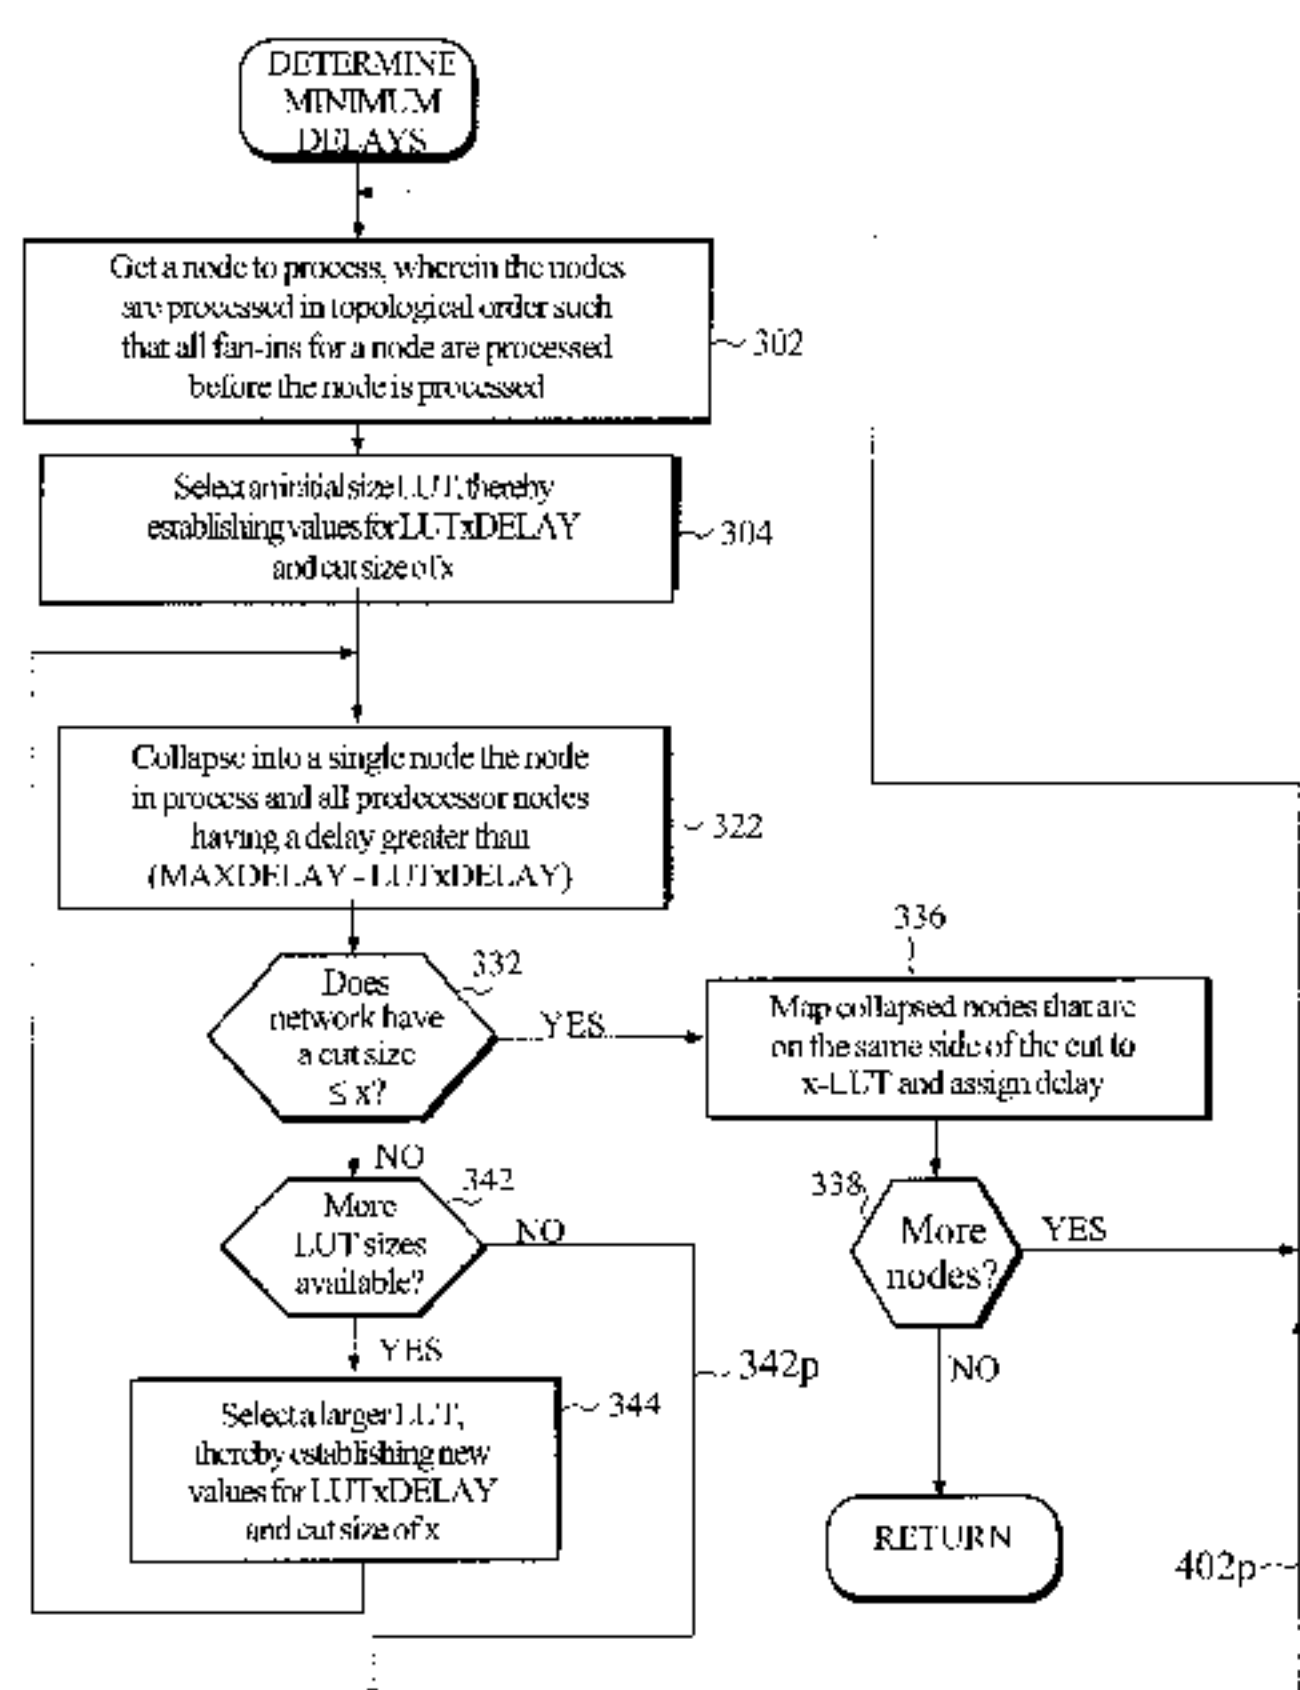 DETERMINE
MINIMUM
DELAYS
Get a node to process, wherein the nodes
are processed in topological order such
that all fan-ins for a node are processed
before the node is processed
302
Select an initial size LUT, thereby
establishing values for LUTxDELAY
and cut size of x
304
Collapse into a single node the node
in process and all predecessor nodes
having a delay greater than
(MAXDELAY - LUTxDELAY)
322
Does
network have
a cut size
≤ x?
332
YES
336
Map collapsed nodes that are
on the same side of the cut to
x-LUT and assign delay
NO
More
LUT sizes
available?
342
NO
338
More
nodes?
YES
YES
342p
NO
Select a larger LUT,
thereby establishing new
values for LUTxDELAY
and cut size of x
344
RETURN
402p